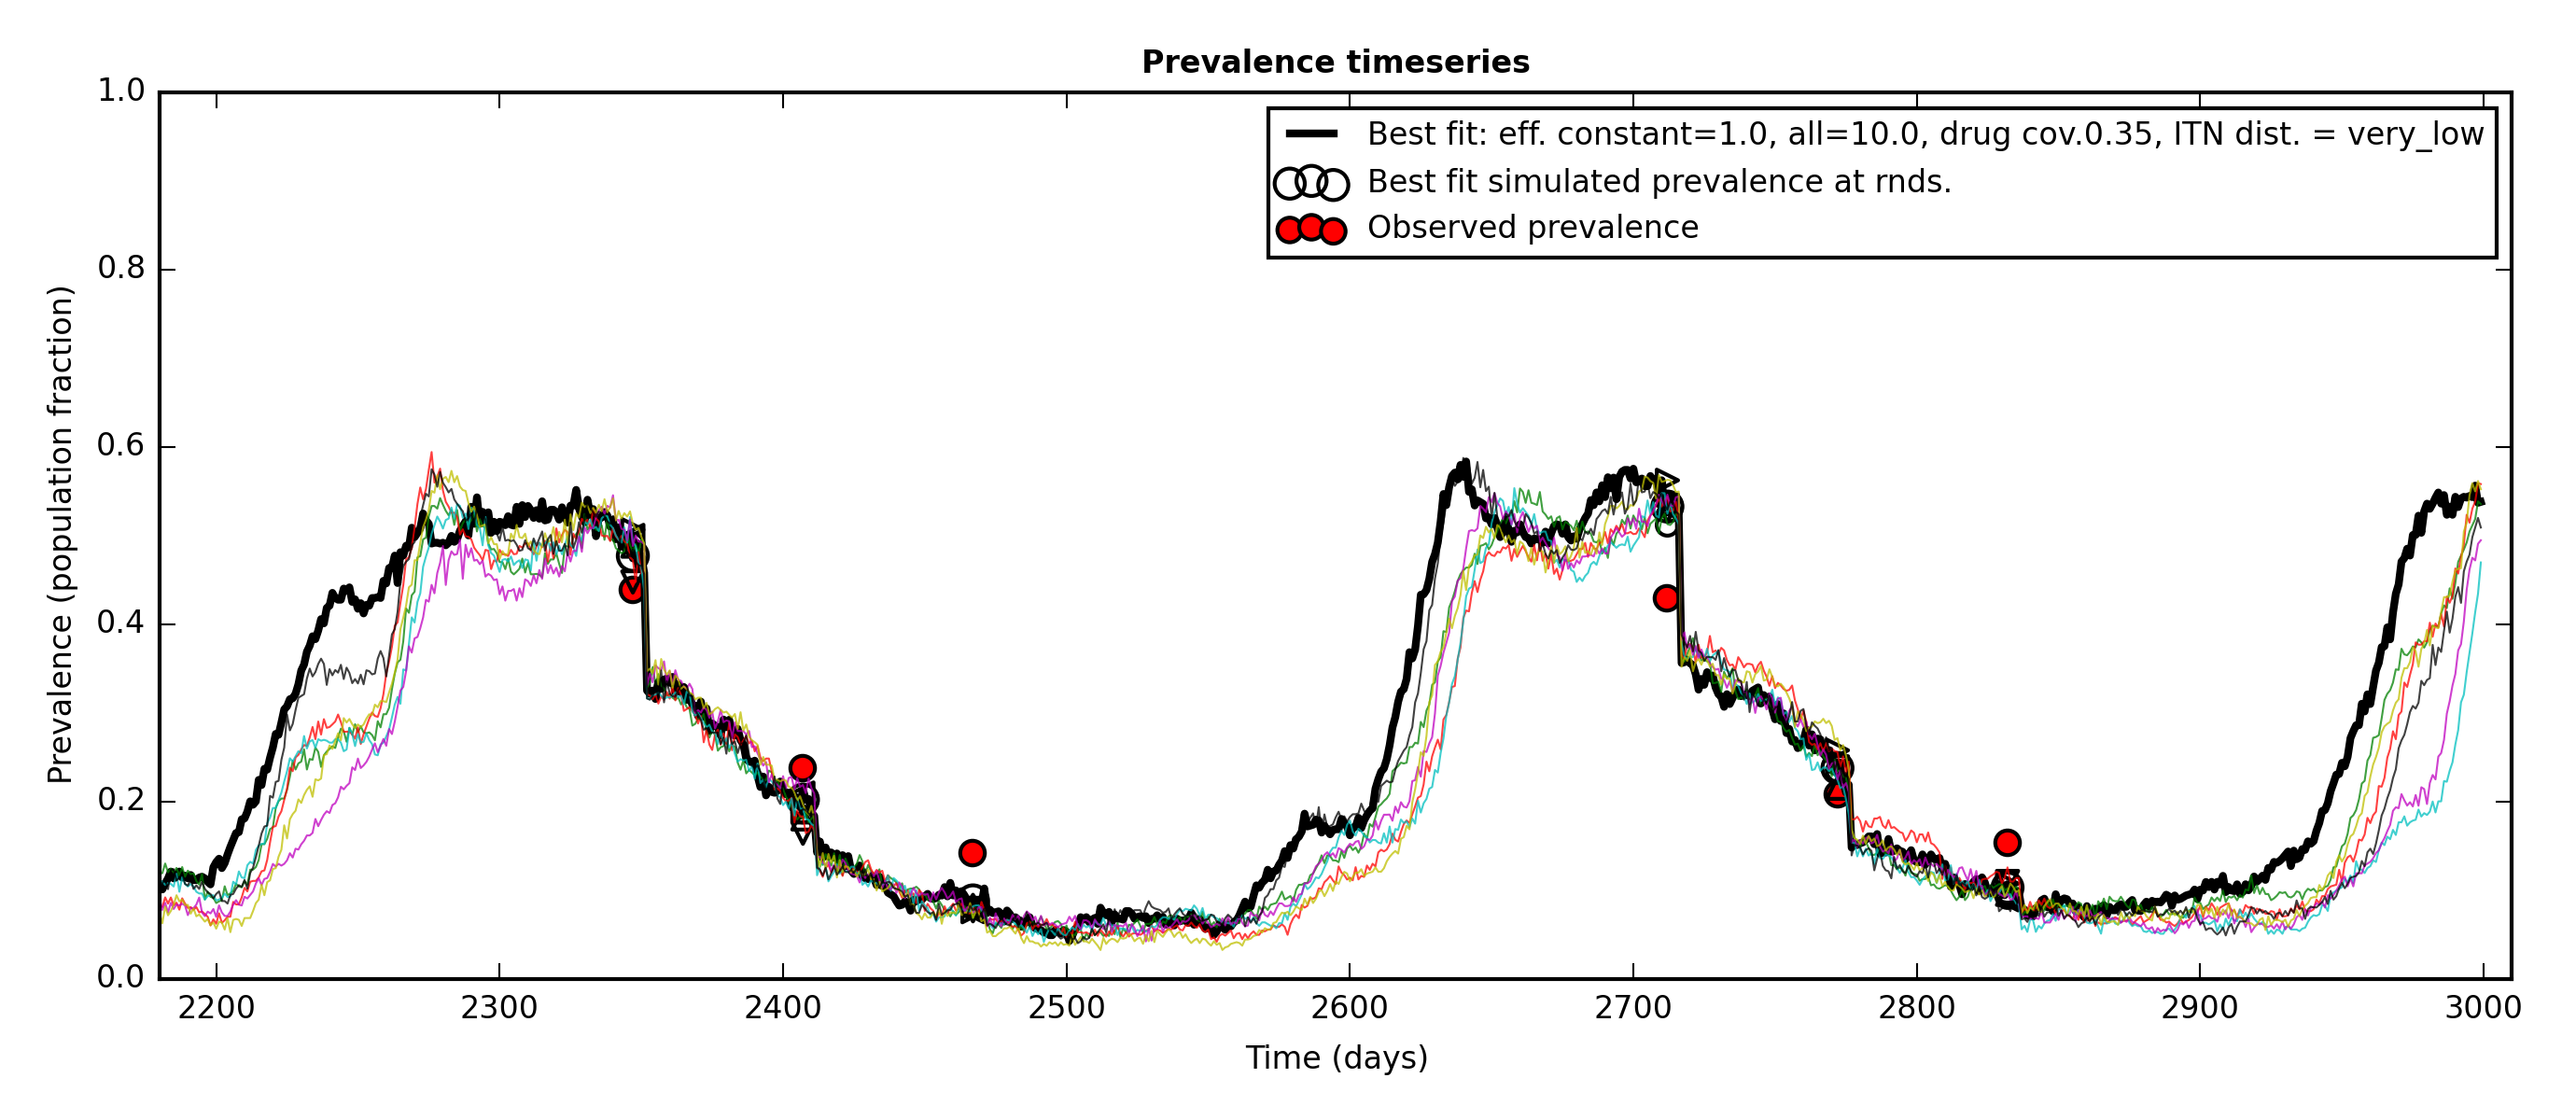 Prevalence timeseries
1.0
0.8
0.6
0.4
0.2
0.0
Prevalence (population fraction)
Best fit: eff. constant=1.0, all=10.0, drug cov.0.35, ITN dist. = very_low
Best fit simulated prevalence at rnds.
Observed prevalence
2200 2300 2400 2500 2600 2700 2800 2900 3000
Time (days)